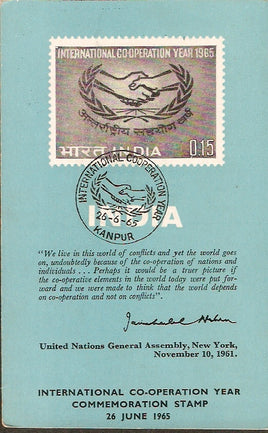 INTERNATIONAL CO-OPERATION YEAR 1965
अन्तर्राष्ट्रीय सहयोग वर्ष
भारत INDIA 0.15
INTERNATIONAL COOPERATION YEAR
26-6-65
KANPUR
INDIA
"We live in this world of conflicts and yet the world goes
on, undoubtedly because of the co-operation of nations and
individuals . . . Perhaps it would be a truer picture if
the co-operative elements in the world today were put for-
ward and we were made to think that the world depends
on co-operation and not on conflicts".
Jawaharlal Nehru
United Nations General Assembly, New York,
November 10, 1961.
INTERNATIONAL CO-OPERATION YEAR
COMMEMORATION STAMP
26 JUNE 1965